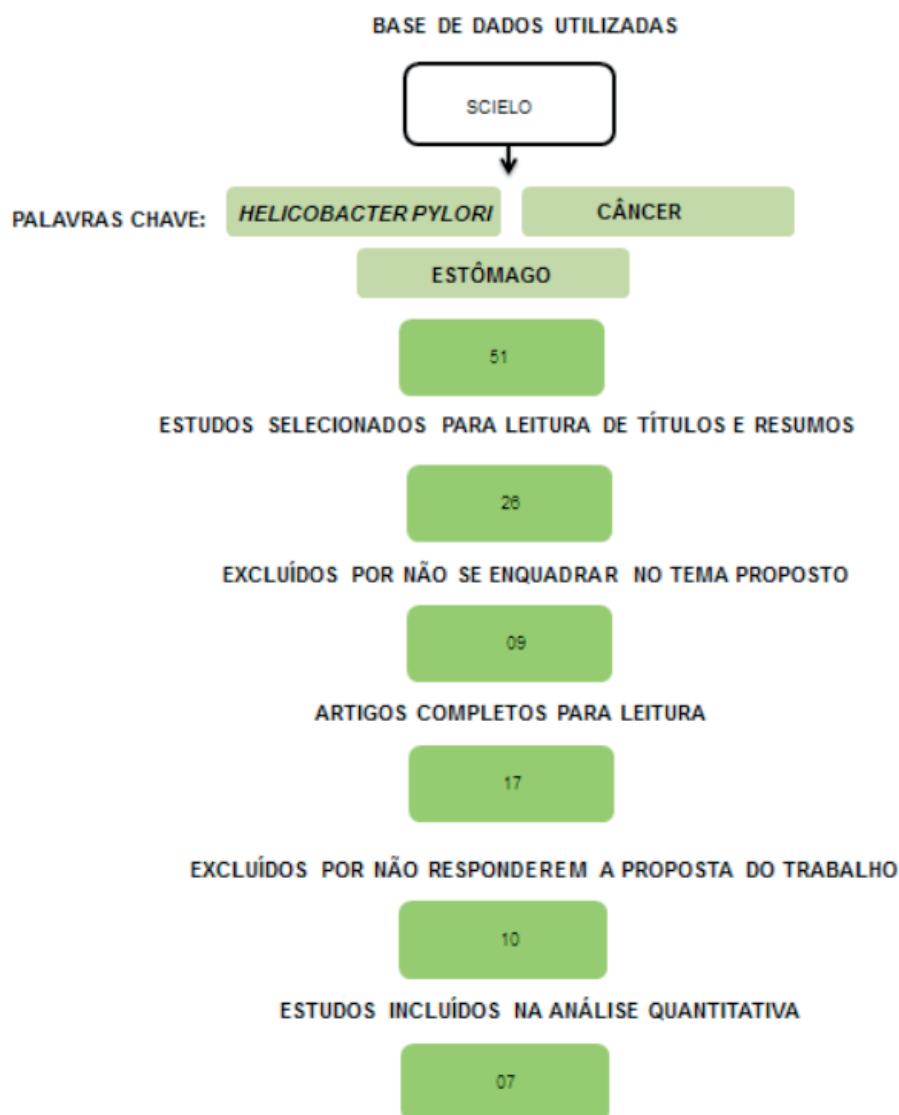 BASE DE DADOS UTILIZADAS
SCIELO
PALAVRAS CHAVE: HELICOBACTER PYLORI CÂNCER
ESTÔMAGO
51
ESTUDOS SELECIONADOS PARA LEITURA DE TÍTULOS E RESUMOS
26
EXCLUÍDOS POR NÃO SE ENQUADRAR NO TEMA PROPOSTO
09
ARTIGOS COMPLETOS PARA LEITURA
17
EXCLUÍDOS POR NÃO RESPONDEREM A PROPOSTA DO TRABALHO
10
ESTUDOS INCLUÍDOS NA ANÁLISE QUANTITATIVA
07